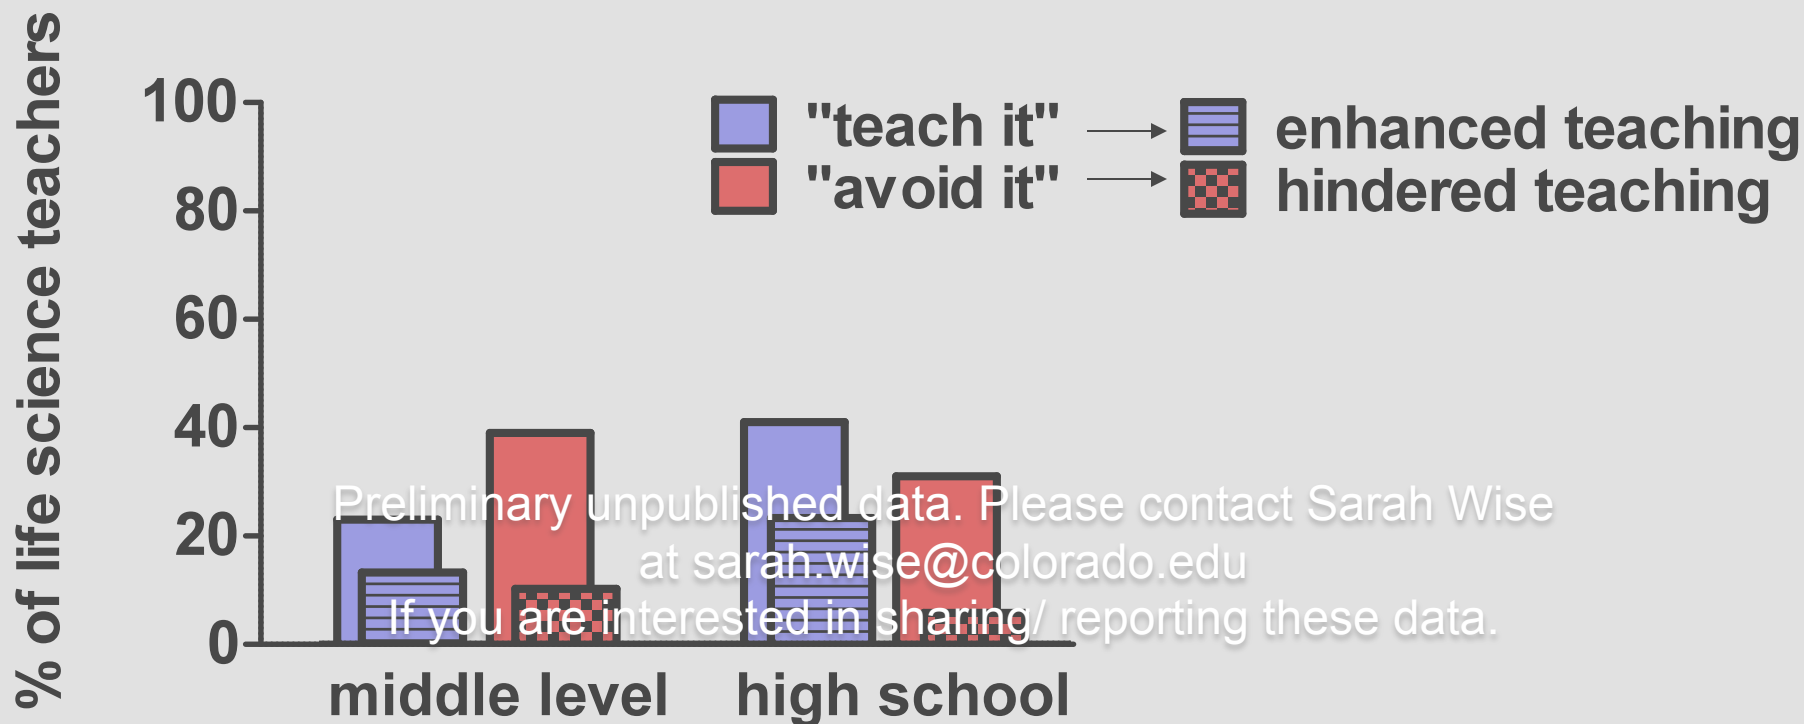 % of life science teachers
100
80
60
40
20
0
"teach it" enhanced teaching
"avoid it" hindered teaching
Preliminary unpublished data. Please contact Sarah Wise
at sarah.wise@colorado.edu
If you are interested in sharing/ reporting these data.
middle level high school